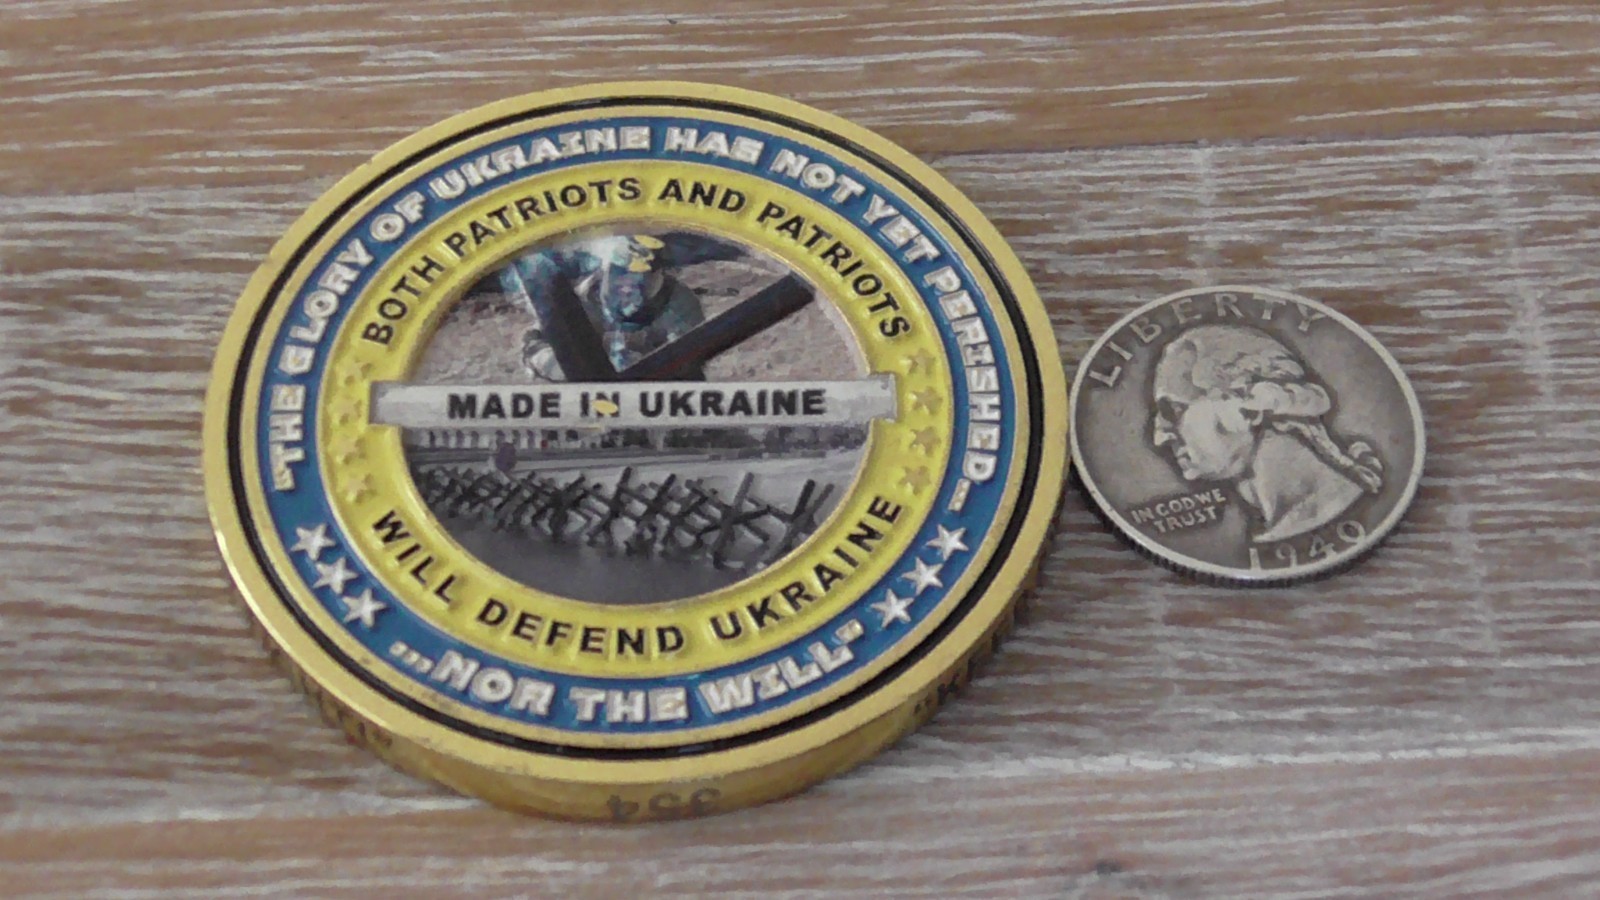 "THE GLORY OF UKRAINE HAS NOT YET PERISHED...
BOTH PATRIOTS AND PATRIOTS
MADE IN UKRAINE
WILL DEFEND UKRAINE
...NOR THE WILL"
354
LIBERTY
IN GOD WE
TRUST
1940